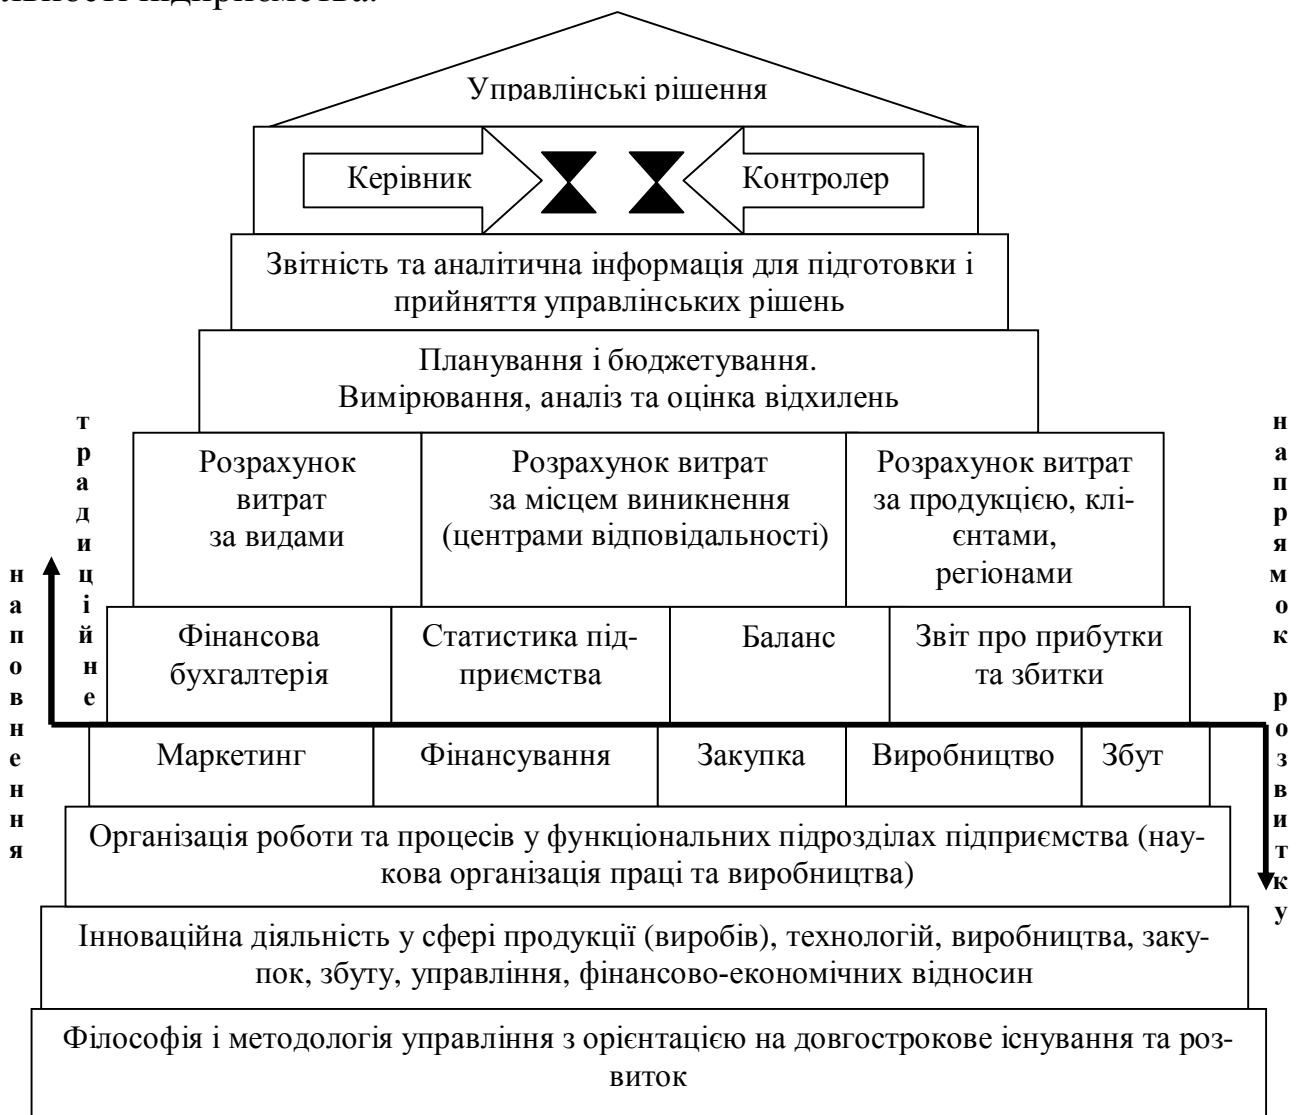 підприємства.
Управлінські рішення
Керівник
Контролер
Звітність та аналітична інформація для підготовки і
прийняття управлінських рішень
Планування і бюджетування.
Вимірювання, аналіз та оцінка відхилень
традиційне
напрямок розвитку
Розрахунок
витрат
за видами
Розрахунок витрат
за місцем виникнення
(центрами відповідальності)
Розрахунок витрат
за продукцією, клі-
єнтами,
регіонами
наповнення
Фінансова
бухгалтерія
Статистика під-
приємства
Баланс
Звіт про прибутки
та збитки
Маркетинг
Фінансування
Закупка
Виробництво
Збут
Організація роботи та процесів у функціональних підрозділах підприємства (нау-
кова організація праці та виробництва)
Інноваційна діяльність у сфері продукції (виробів), технологій, виробництва, заку-
пок, збуту, управління, фінансово-економічних відносин
Філософія і методологія управління з орієнтацією на довгострокове існування та роз-
виток